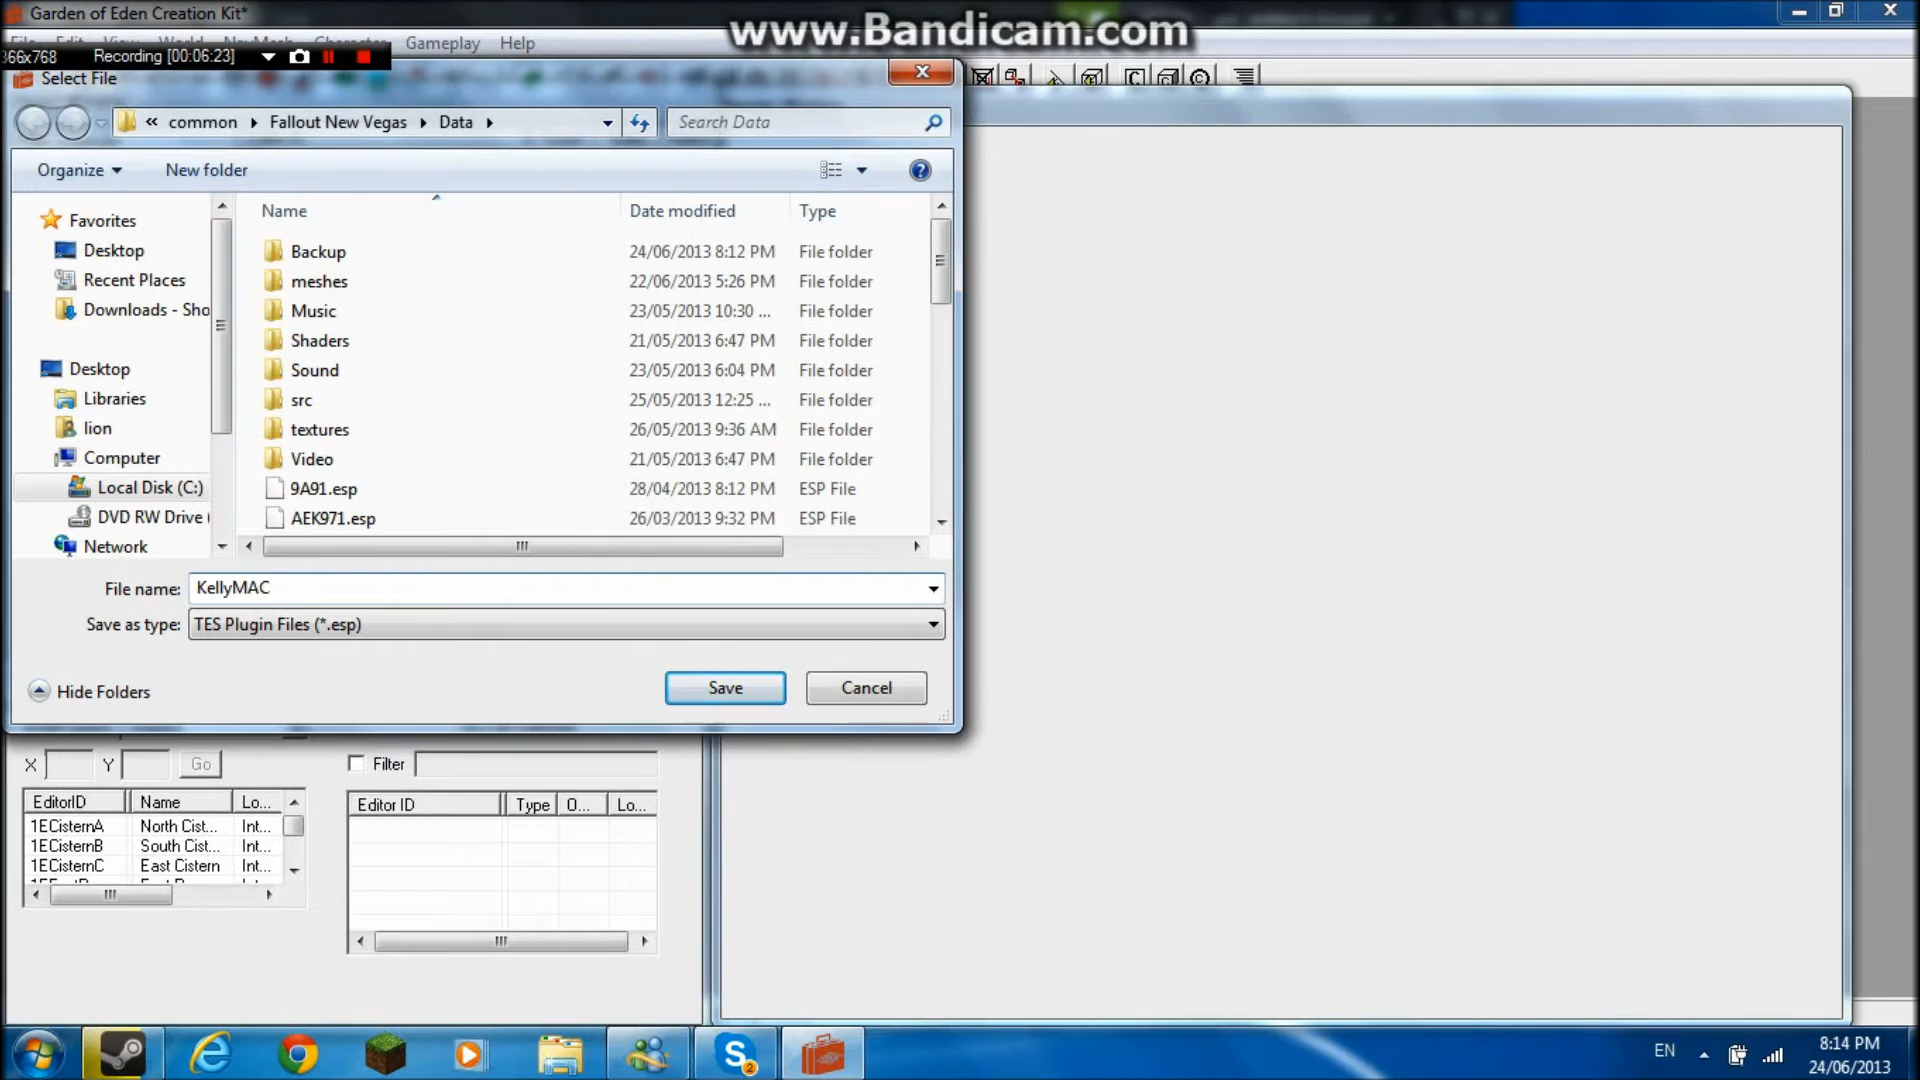 Garden of Eden Creation Kit*
www.Bandicam.com
File Edit View World NavMesh Character Gameplay Help
366x768 Recording [00:06:23]
Select File
« common Fallout New Vegas Data
Search Data
Organize
New folder
Name Date modified Type
Favorites
Desktop
Recent Places
Downloads - Sho
Desktop
Libraries
lion
Computer
Local Disk (C:)
DVD RW Drive (
Network
Backup 24/06/2013 8:12 PM File folder
meshes 22/06/2013 5:26 PM File folder
Music 23/05/2013 10:30 ... File folder
Shaders 21/05/2013 6:47 PM File folder
Sound 23/05/2013 6:04 PM File folder
src 25/05/2013 12:25 ... File folder
textures 26/05/2013 9:36 AM File folder
Video 21/05/2013 6:47 PM File folder
9A91.esp 28/04/2013 8:12 PM ESP File
AEK971.esp 26/03/2013 9:32 PM ESP File
File name: KellyMAC
Save as type: TES Plugin Files (*.esp)
Hide Folders
Save
Cancel
X Y Go
Filter
EditorID Name Lo...
1ECisternA North Cist... Int...
1ECisternB South Cist... Int...
1ECisternC East Cistern Int...
Editor ID Type O... Lo...
EN
8:14 PM
24/06/2013